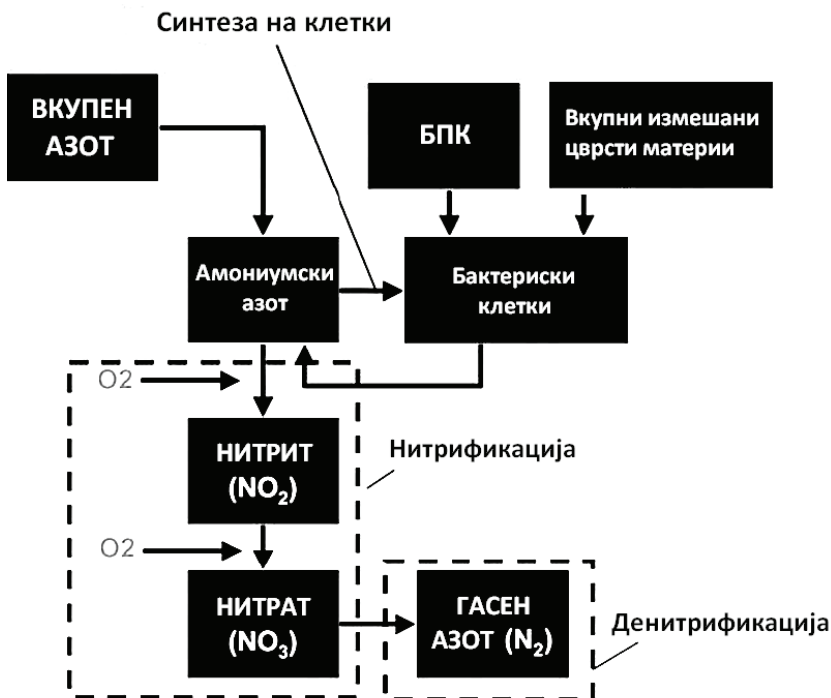 Синтеза на клетки
ВКУПЕН
АЗОТ
БПК
Вкупни измешани
цврсти материи
Амониумски
азот
Бактериски
клетки
O2
НИТРИТ
(NO₂)
Нитрификација
O2
НИТРАТ
(NO₃)
ГАСЕН
АЗОТ (N₂)
Денитрификација